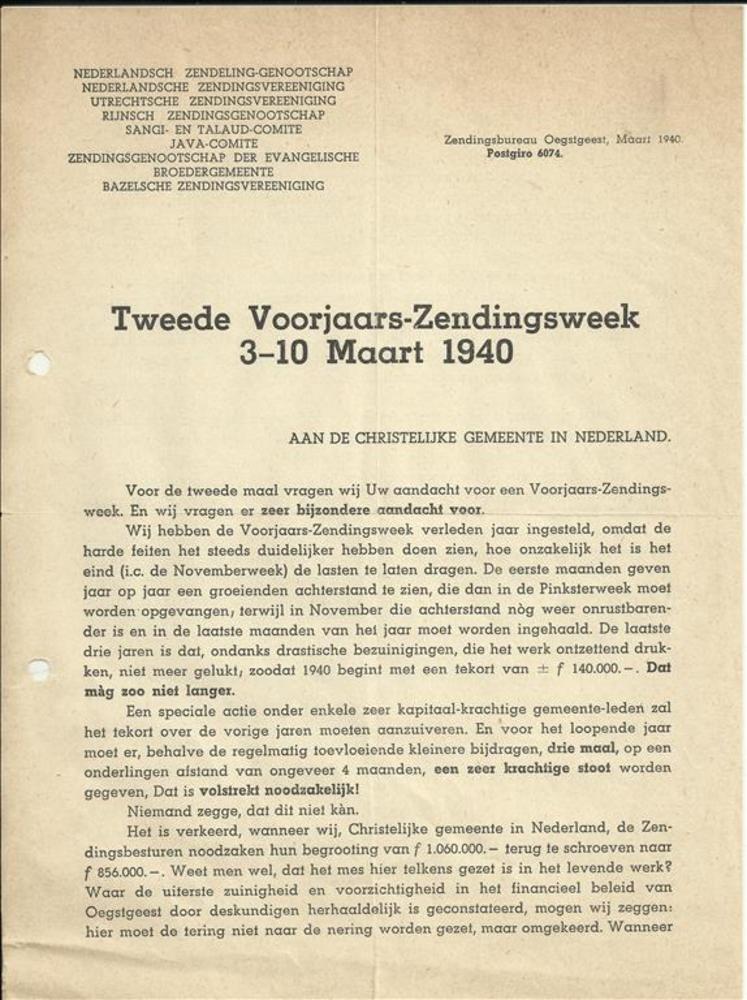 NEDERLANDSCH ZENDELING-GENOOTSCHAP
NEDERLANDSCHE ZENDINGSVEREENIGING
UTRECHTSCHE ZENDINGSVEREENIGING
RIJNSCH ZENDINGSGENOOTSCHAP
SANGI- EN TALAUD-COMITE
JAVA-COMITE
ZENDINGSGENOOTSCHAP DER EVANGELISCHE
BROEDERGEMEENTE
BAZELSCHE ZENDINGSVEREENIGING
Zendingsbureau Oegstgeest, Maart 1940.
Postgiro 6074.
Tweede Voorjaars-Zendingsweek
3-10 Maart 1940
AAN DE CHRISTELIJKE GEMEENTE IN NEDERLAND.
Voor de tweede maal vragen wij Uw aandacht voor een Voorjaars-Zendings-
week. En wij vragen er zeer bijzondere aandacht voor.
Wij hebben de Voorjaars-Zendingsweek verleden jaar ingesteld, omdat de
harde feiten het steeds duidelijker hebben doen zien, hoe onzakelijk het is het
eind (i.c. de Novemberweek) de lasten te laten dragen. De eerste maanden geven
jaar op jaar een groeienden achterstand te zien, die dan in de Pinksterweek moet
worden opgevangen; terwijl in November die achterstand nòg weer onrustbaren-
der is en in de laatste maanden van het jaar moet worden ingehaald. De laatste
drie jaren is dat, ondanks drastische bezuinigingen, die het werk ontzettend druk-
ken, niet meer gelukt; zoodat 1940 begint met een tekort van ± ƒ 140.000.–. Dat
màg zoo niet langer.
Een speciale actie onder enkele zeer kapitaal-krachtige gemeente-leden zal
het tekort over de vorige jaren moeten aanzuiveren. En voor het loopende jaar
moet er, behalve de regelmatig toevloeiende kleinere bijdragen, drie maal, op een
onderlingen afstand van ongeveer 4 maanden, een zeer krachtige stoot worden
gegeven, Dat is volstrekt noodzakelijk!
Niemand zegge, dat dit niet kàn.
Het is verkeerd, wanneer wij, Christelijke gemeente in Nederland, de Zen-
dingsbesturen noodzaken hun begrooting van ƒ 1.060.000.– terug te schroeven naar
ƒ 856.000.–. Weet men wel, dat het mes hier telkens gezet is in het levende werk?
Waar de uiterste zuinigheid en voorzichtigheid in het financieel beleid van
Oegstgeest door deskundigen herhaaldelijk is geconstateerd, mogen wij zeggen:
hier moet de tering niet naar de nering worden gezet, maar omgekeerd. Wanneer